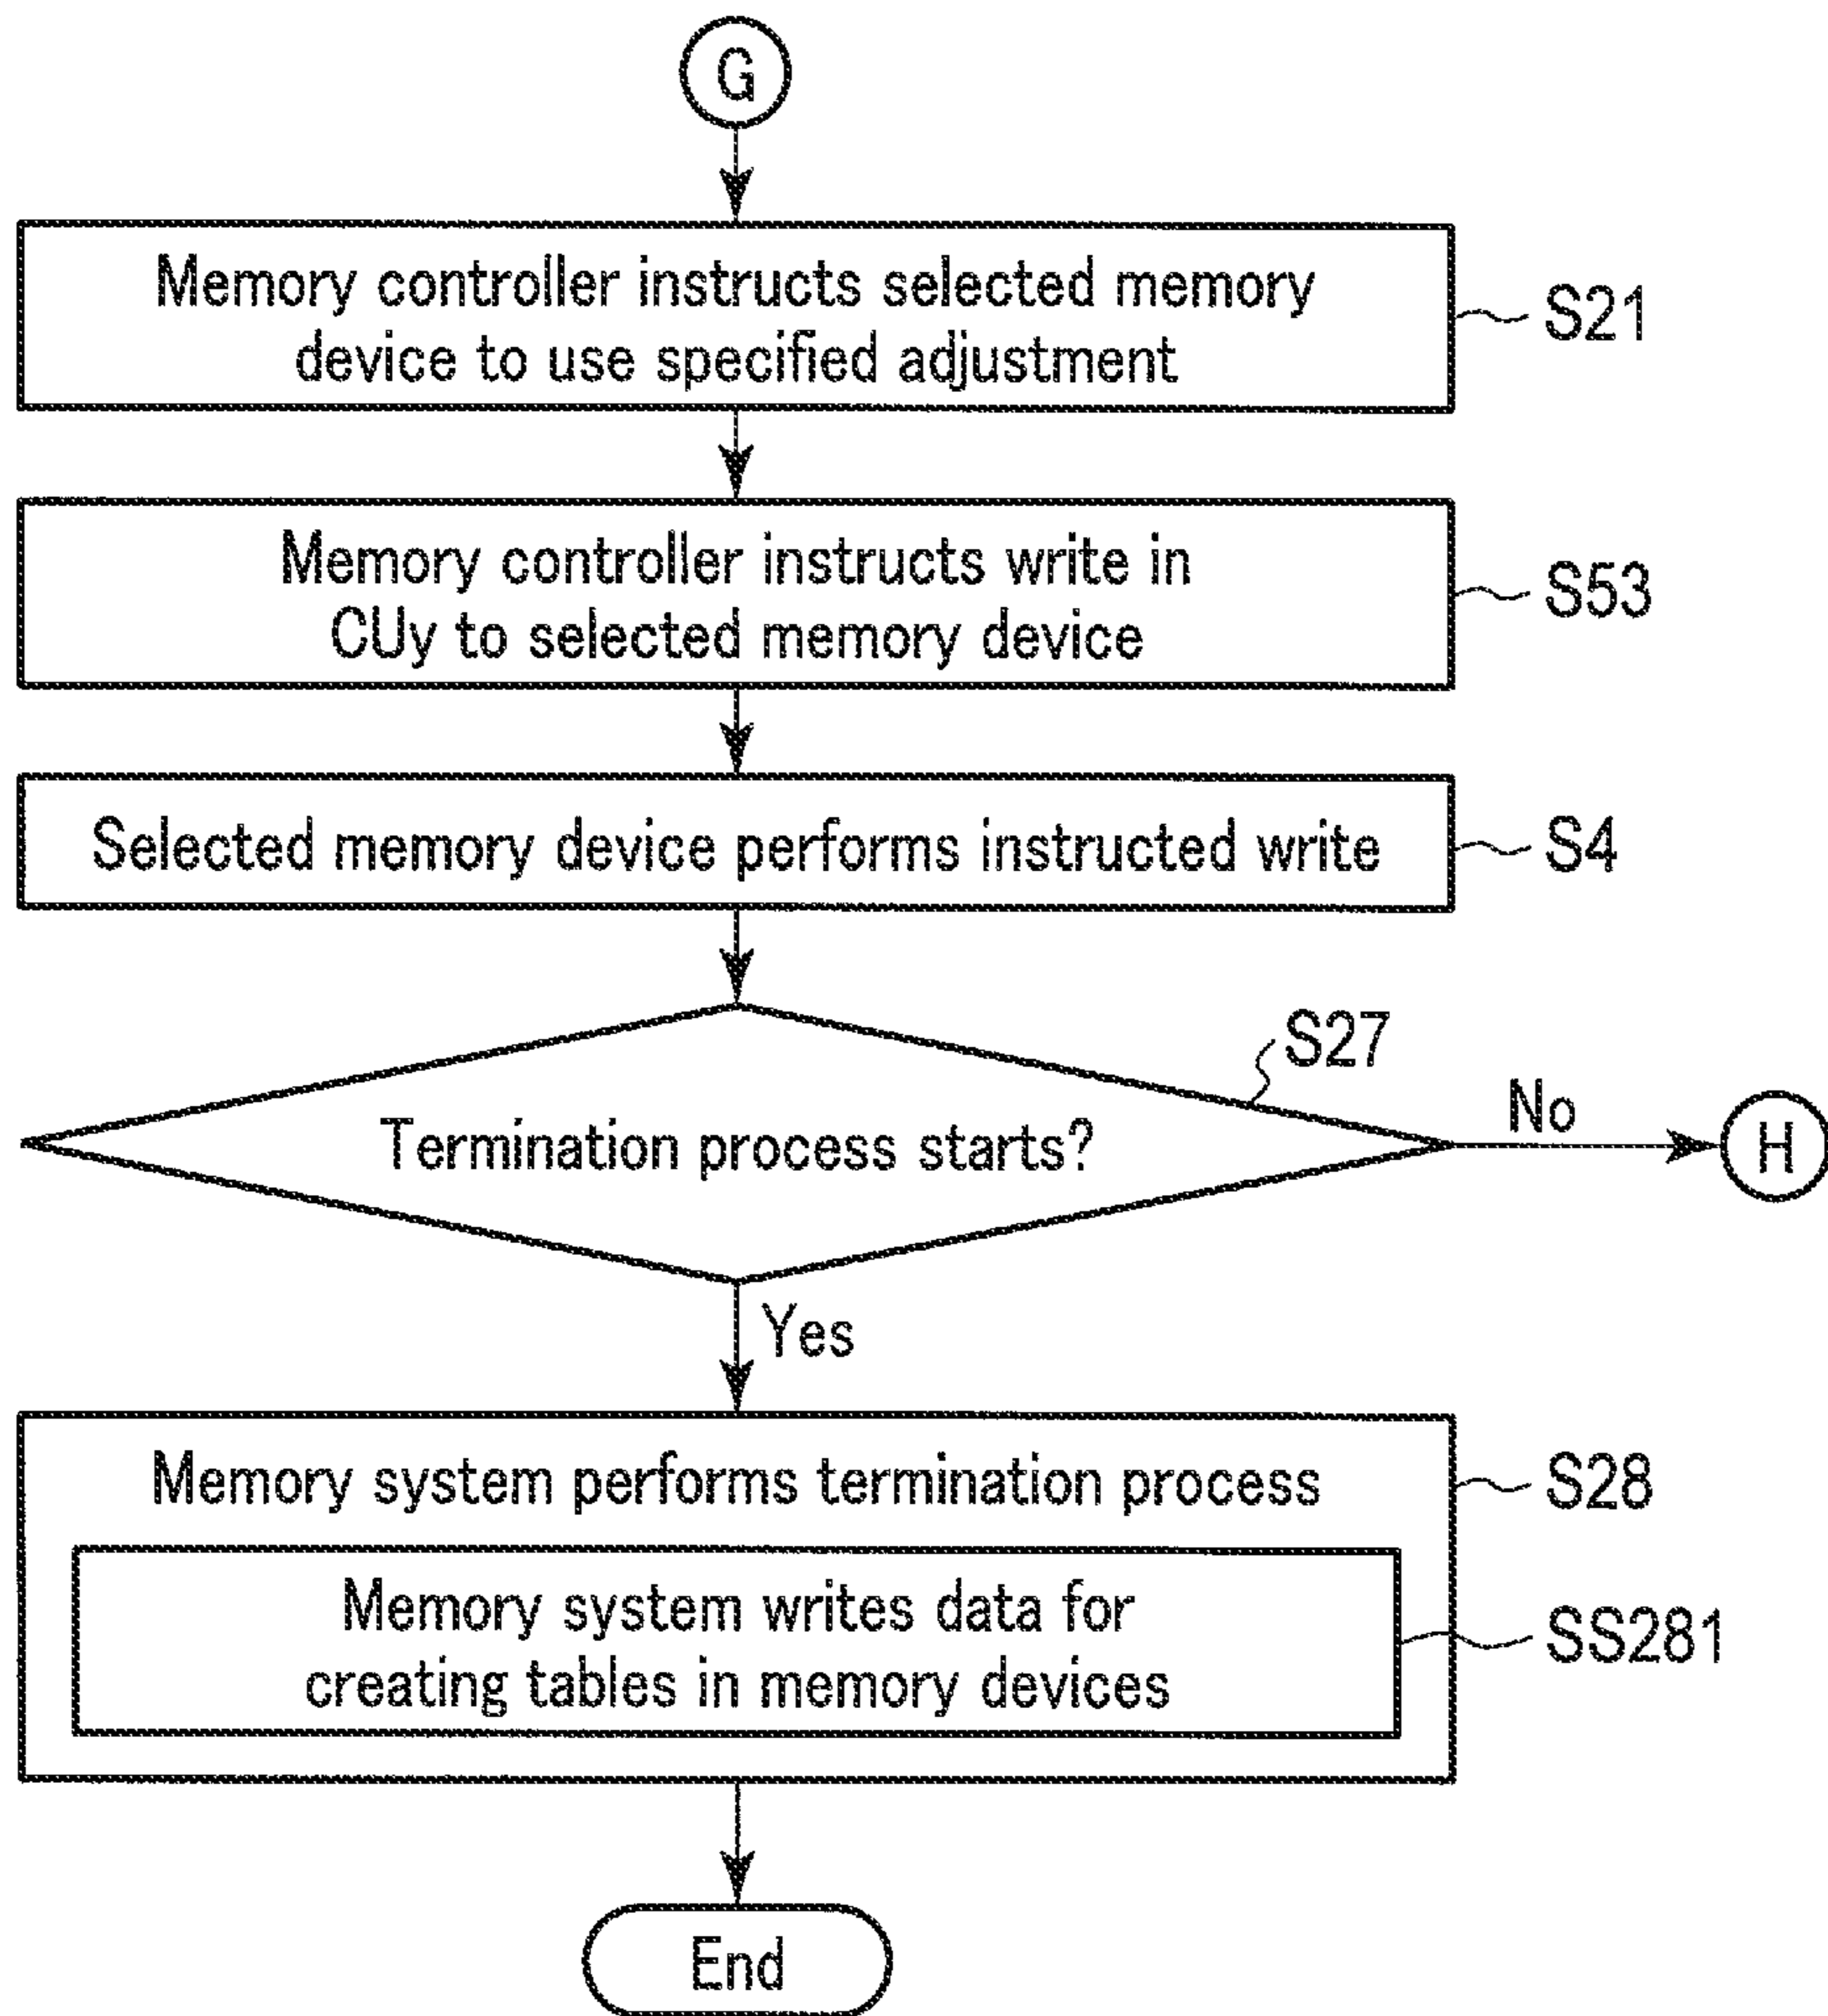 G
Memory controller instructs selected memory
device to use specified adjustment
S21
Memory controller instructs write in
CUy to selected memory device
S53
Selected memory device performs instructed write
S4
S27
Termination process starts?
No
H
Yes
Memory system performs termination process
S28
Memory system writes data for
creating tables in memory devices
SS281
End